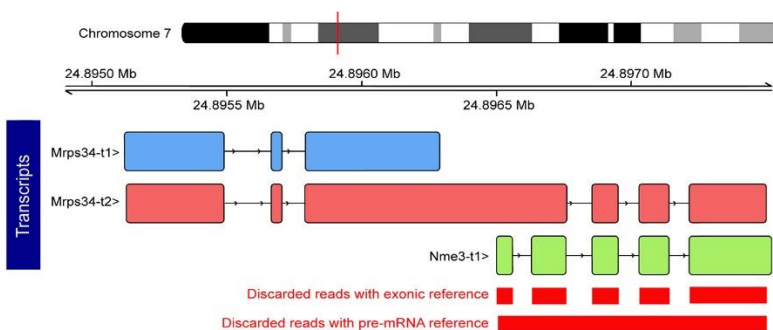 Chromosome 7
24.8950 Mb
24.8960 Mb
24.8970 Mb
24.8955 Mb
24.8965 Mb
Transcripts
Mrps34-t1>
Mrps34-t2>
Nme3-t1>
Discarded reads with exonic reference
Discarded reads with pre-mRNA reference